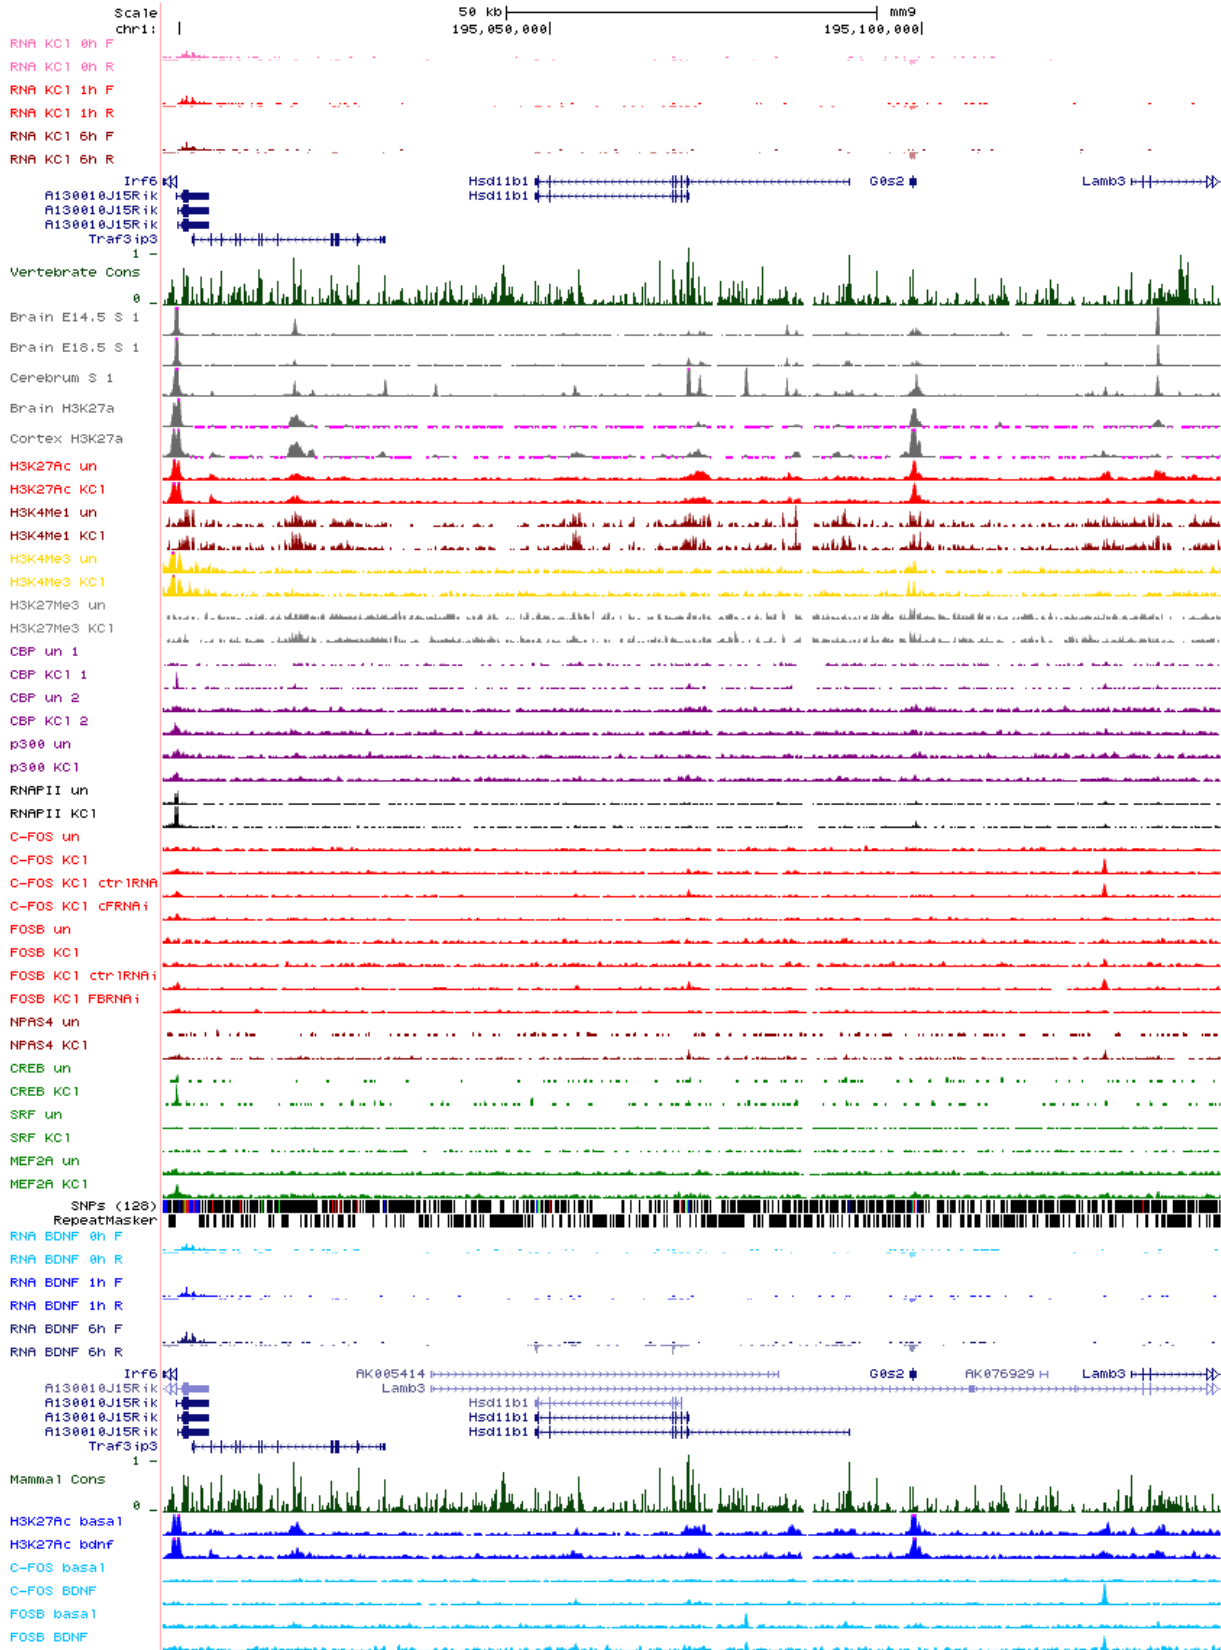 Scale 50 kb mm9
chr1: 195,050,000 195,100,000
RNA KCl 0h F
RNA KCl 0h R
RNA KCl 1h F
RNA KCl 1h R
RNA KCl 6h F
RNA KCl 6h R
Irf6 Hsd11b1 G0s2 Lamb3
A130010J15Rik Hsd11b1
A130010J15Rik
A130010J15Rik
Traf3ip3
1
Vertebrate Cons
0
Brain E14.5 S 1
Brain E18.5 S 1
Cerebrum S 1
Brain H3K27a
Cortex H3K27a
H3K27Ac un
H3K27Ac KCl
H3K4Me1 un
H3K4Me1 KCl
H3K4Me3 un
H3K4Me3 KCl
H3K27Me3 un
H3K27Me3 KCl
CBP un 1
CBP KCl 1
CBP un 2
CBP KCl 2
p300 un
p300 KCl
RNAPII un
RNAPII KCl
C-FOS un
C-FOS KCl
C-FOS KCl ctrlRNA
C-FOS KCl cFRNAi
FOSB un
FOSB KCl
FOSB KCl ctrlRNAi
FOSB KCl FBRNAi
NPAS4 un
NPAS4 KCl
CREB un
CREB KCl
SRF un
SRF KCl
MEF2A un
MEF2A KCl
SNPs (128)
RepeatMasker
RNA BDNF 0h F
RNA BDNF 0h R
RNA BDNF 1h F
RNA BDNF 1h R
RNA BDNF 6h F
RNA BDNF 6h R
Irf6 AK005414 G0s2 AK076929 Lamb3
A130010J15Rik Lamb3
A130010J15Rik Hsd11b1
A130010J15Rik Hsd11b1
A130010J15Rik Hsd11b1
Traf3ip3
1
Mammal Cons
0
H3K27Ac basal
H3K27Ac bdnf
C-FOS basal
C-FOS BDNF
FOSB basal
FOSB BDNF